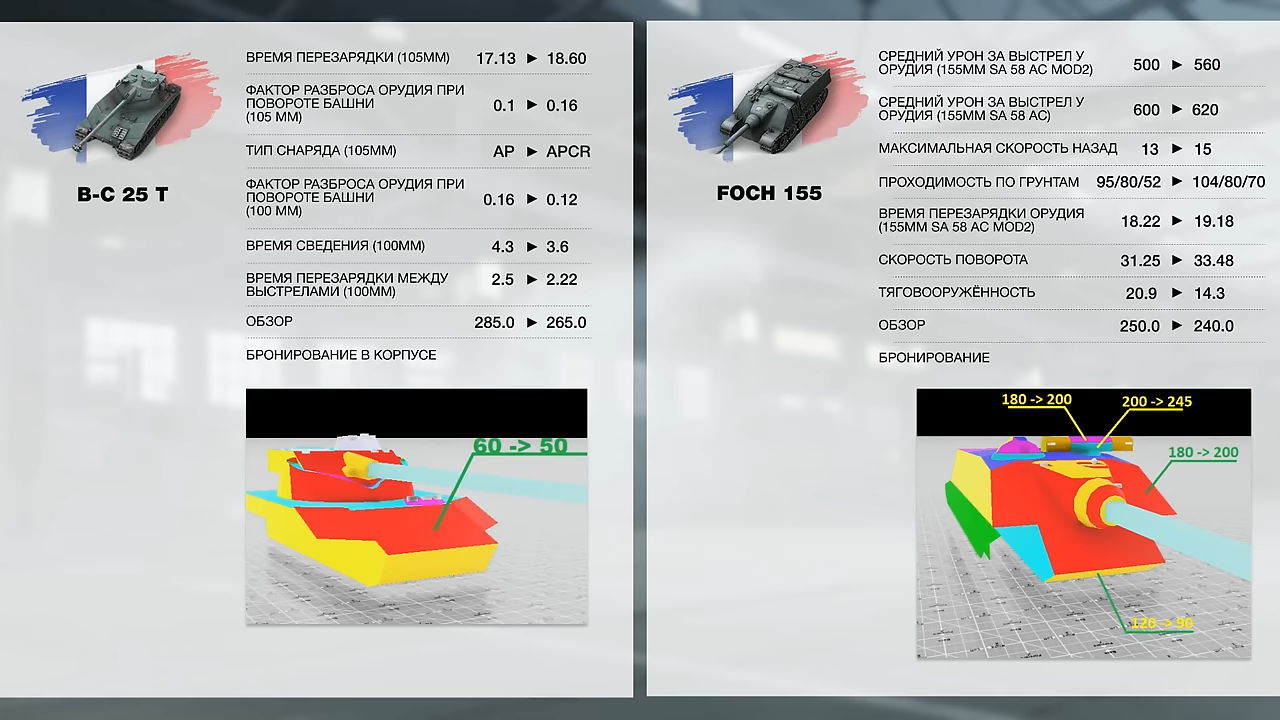 B-C 25 T
ВРЕМЯ ПЕРЕЗАРЯДКИ (105ММ) 17.13 ► 18.60
ФАКТОР РАЗБРОСА ОРУДИЯ ПРИ
ПОВОРОТЕ БАШНИ
(105 ММ) 0.1 ► 0.16
ТИП СНАРЯДА (105ММ) AP ► APCR
ФАКТОР РАЗБРОСА ОРУДИЯ ПРИ
ПОВОРОТЕ БАШНИ
(100 ММ) 0.16 ► 0.12
ВРЕМЯ СВЕДЕНИЯ (100ММ) 4.3 ► 3.6
ВРЕМЯ ПЕРЕЗАРЯДКИ МЕЖДУ
ВЫСТРЕЛАМИ (100ММ) 2.5 ► 2.22
ОБЗОР 285.0 ► 265.0
БРОНИРОВАНИЕ В КОРПУСЕ
60 -> 50
FOCH 155
СРЕДНИЙ УРОН ЗА ВЫСТРЕЛ У
ОРУДИЯ (155ММ SA 58 AC MOD2) 500 ► 560
СРЕДНИЙ УРОН ЗА ВЫСТРЕЛ У
ОРУДИЯ (155ММ SA 58 AC) 600 ► 620
МАКСИМАЛЬНАЯ СКОРОСТЬ НАЗАД 13 ► 15
ПРОХОДИМОСТЬ ПО ГРУНТАМ 95/80/52 ► 104/80/70
ВРЕМЯ ПЕРЕЗАРЯДКИ ОРУДИЯ
(155ММ SA 58 AC MOD2) 18.22 ► 19.18
СКОРОСТЬ ПОВОРОТА 31.25 ► 33.48
ТЯГОВООРУЖЁННОСТЬ 20.9 ► 14.3
ОБЗОР 250.0 ► 240.0
БРОНИРОВАНИЕ
180 -> 200
200 -> 245
180 -> 200
120 -> 90